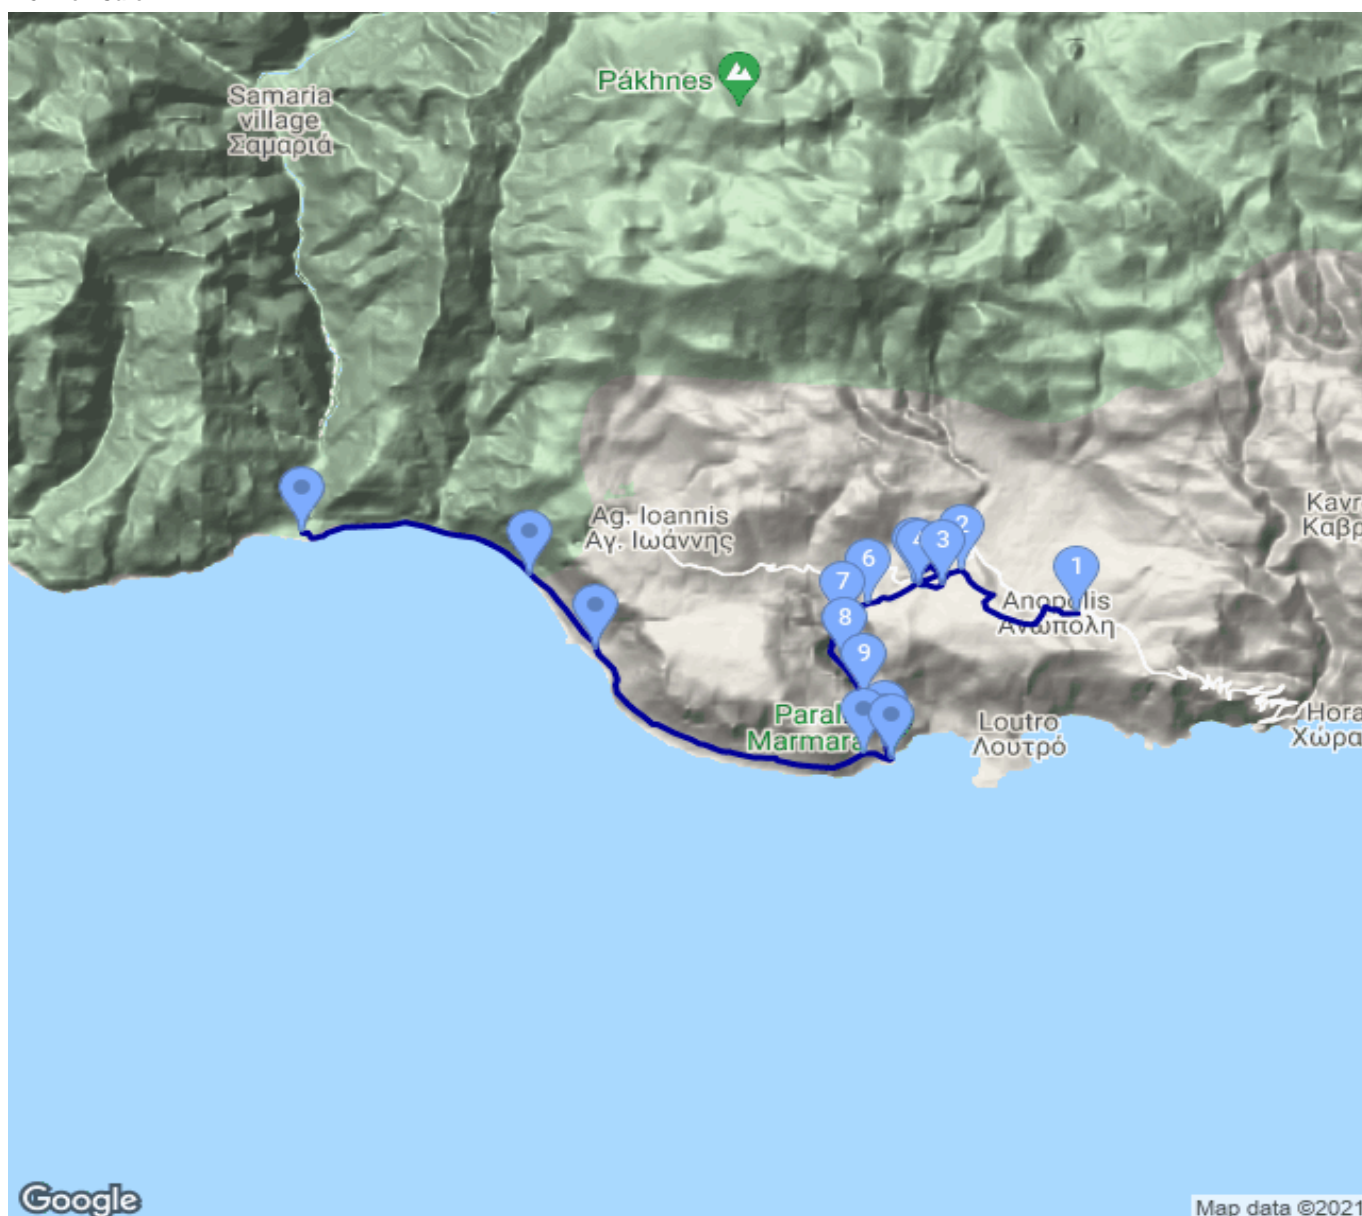 Pákhnes
Samaria
village
Σαμαριά
Ag. Ioannis
Αγ. Ιωάννης
Kavr
Καβρ
2
3
4
1
6
7
Anopolis
Ανώπολη
8
9
Paral
Marmara
Loutro
Λουτρό
Hora
Χώρα
Google
Map data ©2021